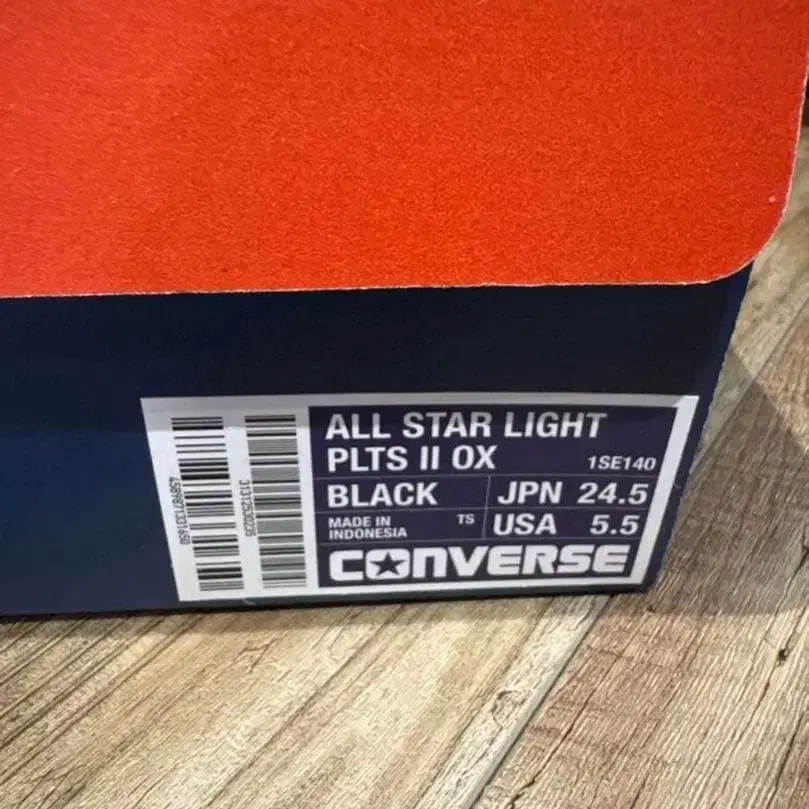 ALL STAR LIGHT
PLTS II OX 1SE140
BLACK JPN 24.5
MADE IN INDONESIA TS USA 5.5
CONVERSE
31312530235